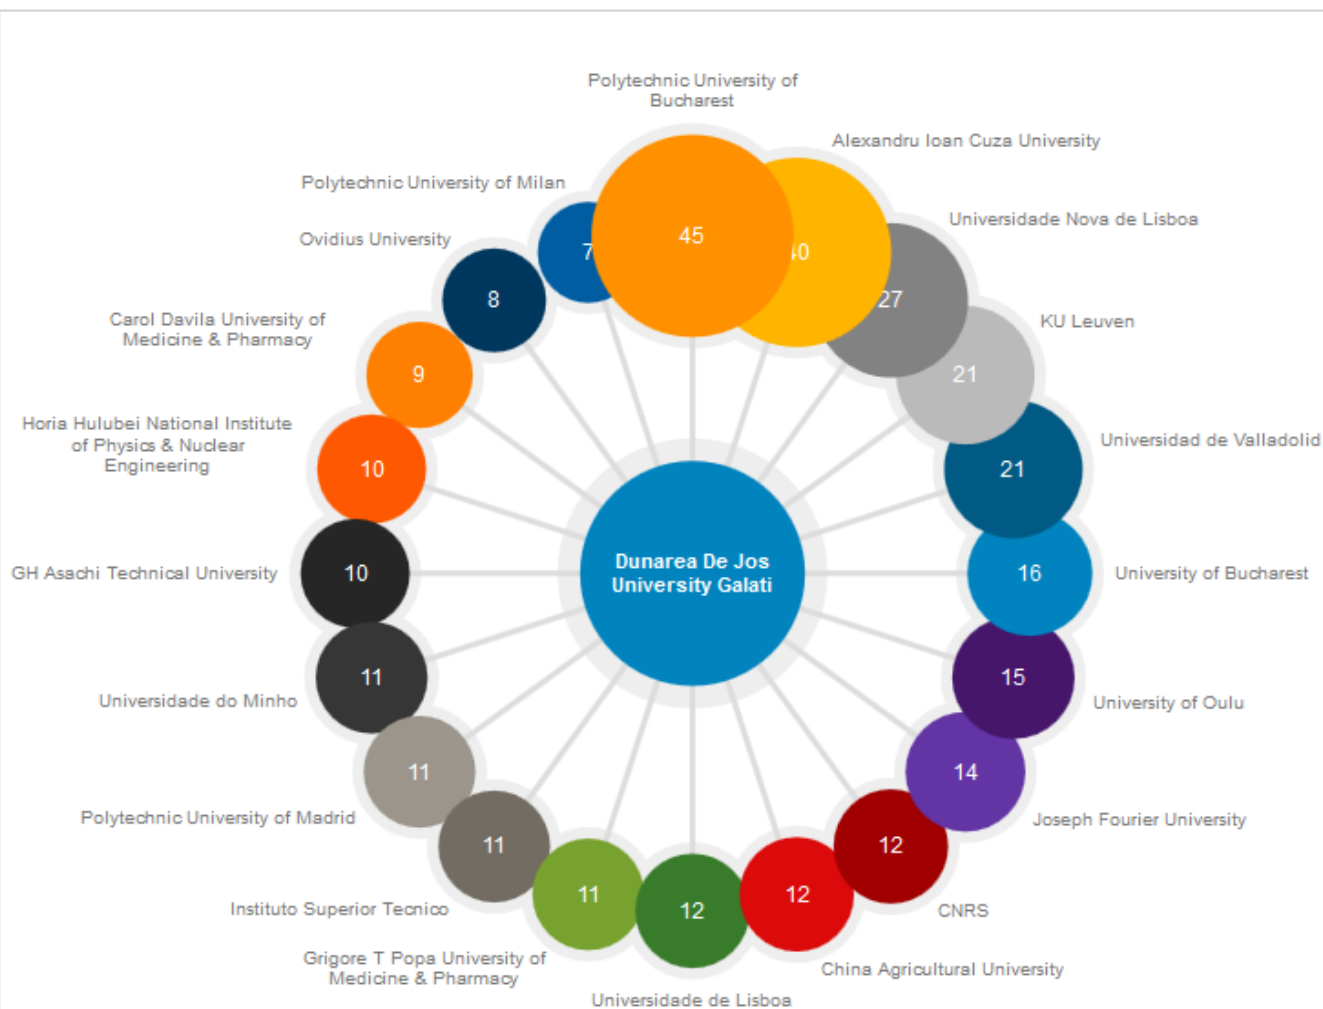 Polytechnic University of
Bucharest
45
Alexandru Ioan Cuza University
40
Universidade Nova de Lisboa
27
KU Leuven
21
Universidad de Valladolid
21
University of Bucharest
16
University of Oulu
15
Joseph Fourier University
14
CNRS
12
China Agricultural University
12
Universidade de Lisboa
12
Grigore T Popa University of
Medicine & Pharmacy
11
Instituto Superior Tecnico
11
Polytechnic University of Madrid
11
Universidade do Minho
11
GH Asachi Technical University
10
Horia Hulubei National Institute
of Physics & Nuclear
Engineering
10
Carol Davila University of
Medicine & Pharmacy
9
Ovidius University
8
Polytechnic University of Milan
7
Dunarea De Jos
University Galati